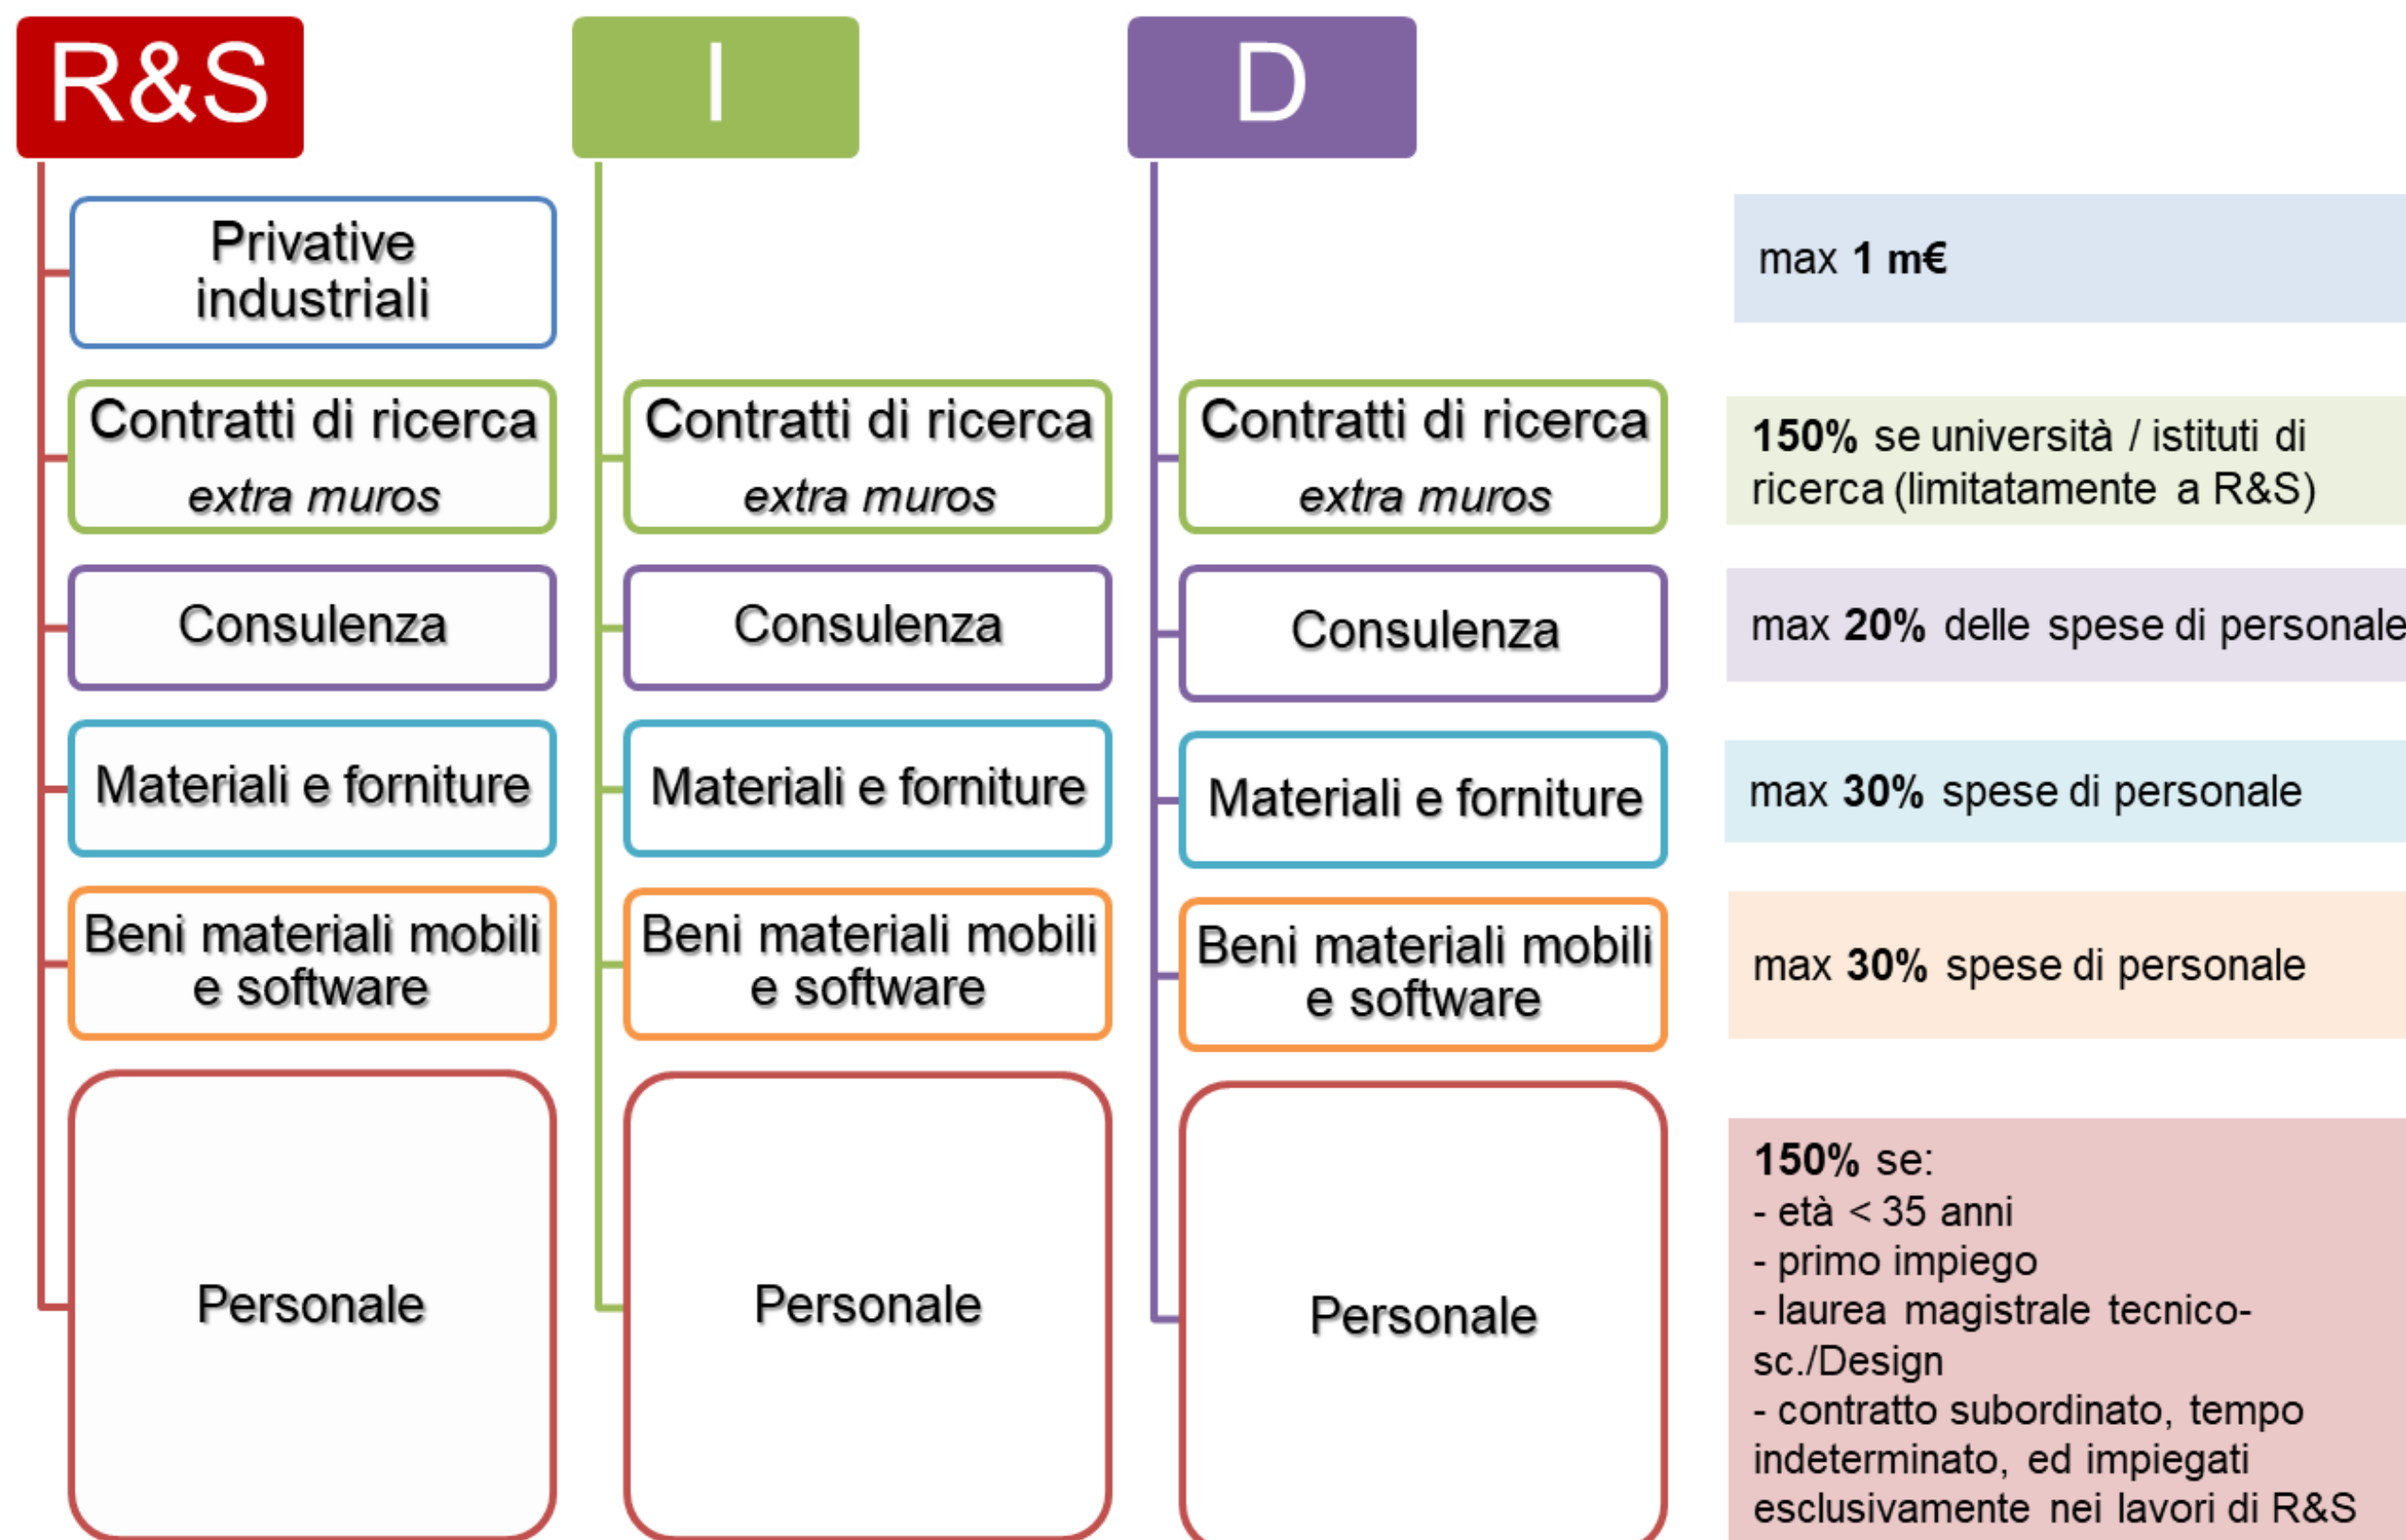 R&S
I
D
Privative
industriali
max 1 m€
Contratti di ricerca
extra muros
Contratti di ricerca
extra muros
Contratti di ricerca
extra muros
150% se università / istituti di
ricerca (limitatamente a R&S)
Consulenza
Consulenza
Consulenza
max 20% delle spese di personale
Materiali e forniture
Materiali e forniture
Materiali e forniture
max 30% spese di personale
Beni materiali mobili
e software
Beni materiali mobili
e software
Beni materiali mobili
e software
max 30% spese di personale
Personale
Personale
Personale
150% se:
- età < 35 anni
- primo impiego
- laurea magistrale tecnico-
sc./Design
- contratto subordinato, tempo
indeterminato, ed impiegati
esclusivamente nei lavori di R&S